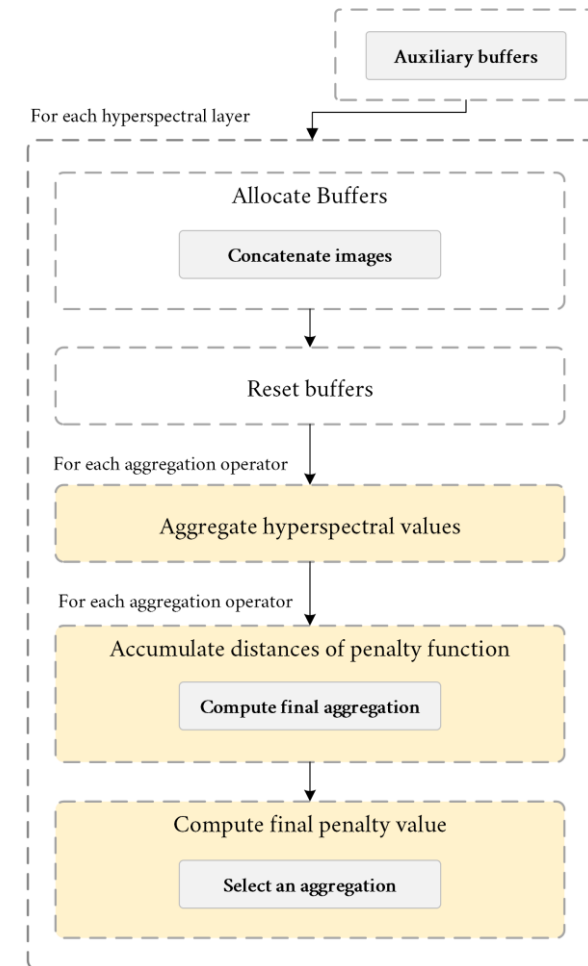 Auxiliary buffers
For each hyperspectral layer
Allocate Buffers
Concatenate images
Reset buffers
For each aggregation operator
Aggregate hyperspectral values
For each aggregation operator
Accumulate distances of penalty function
Compute final aggregation
Compute final penalty value
Select an aggregation